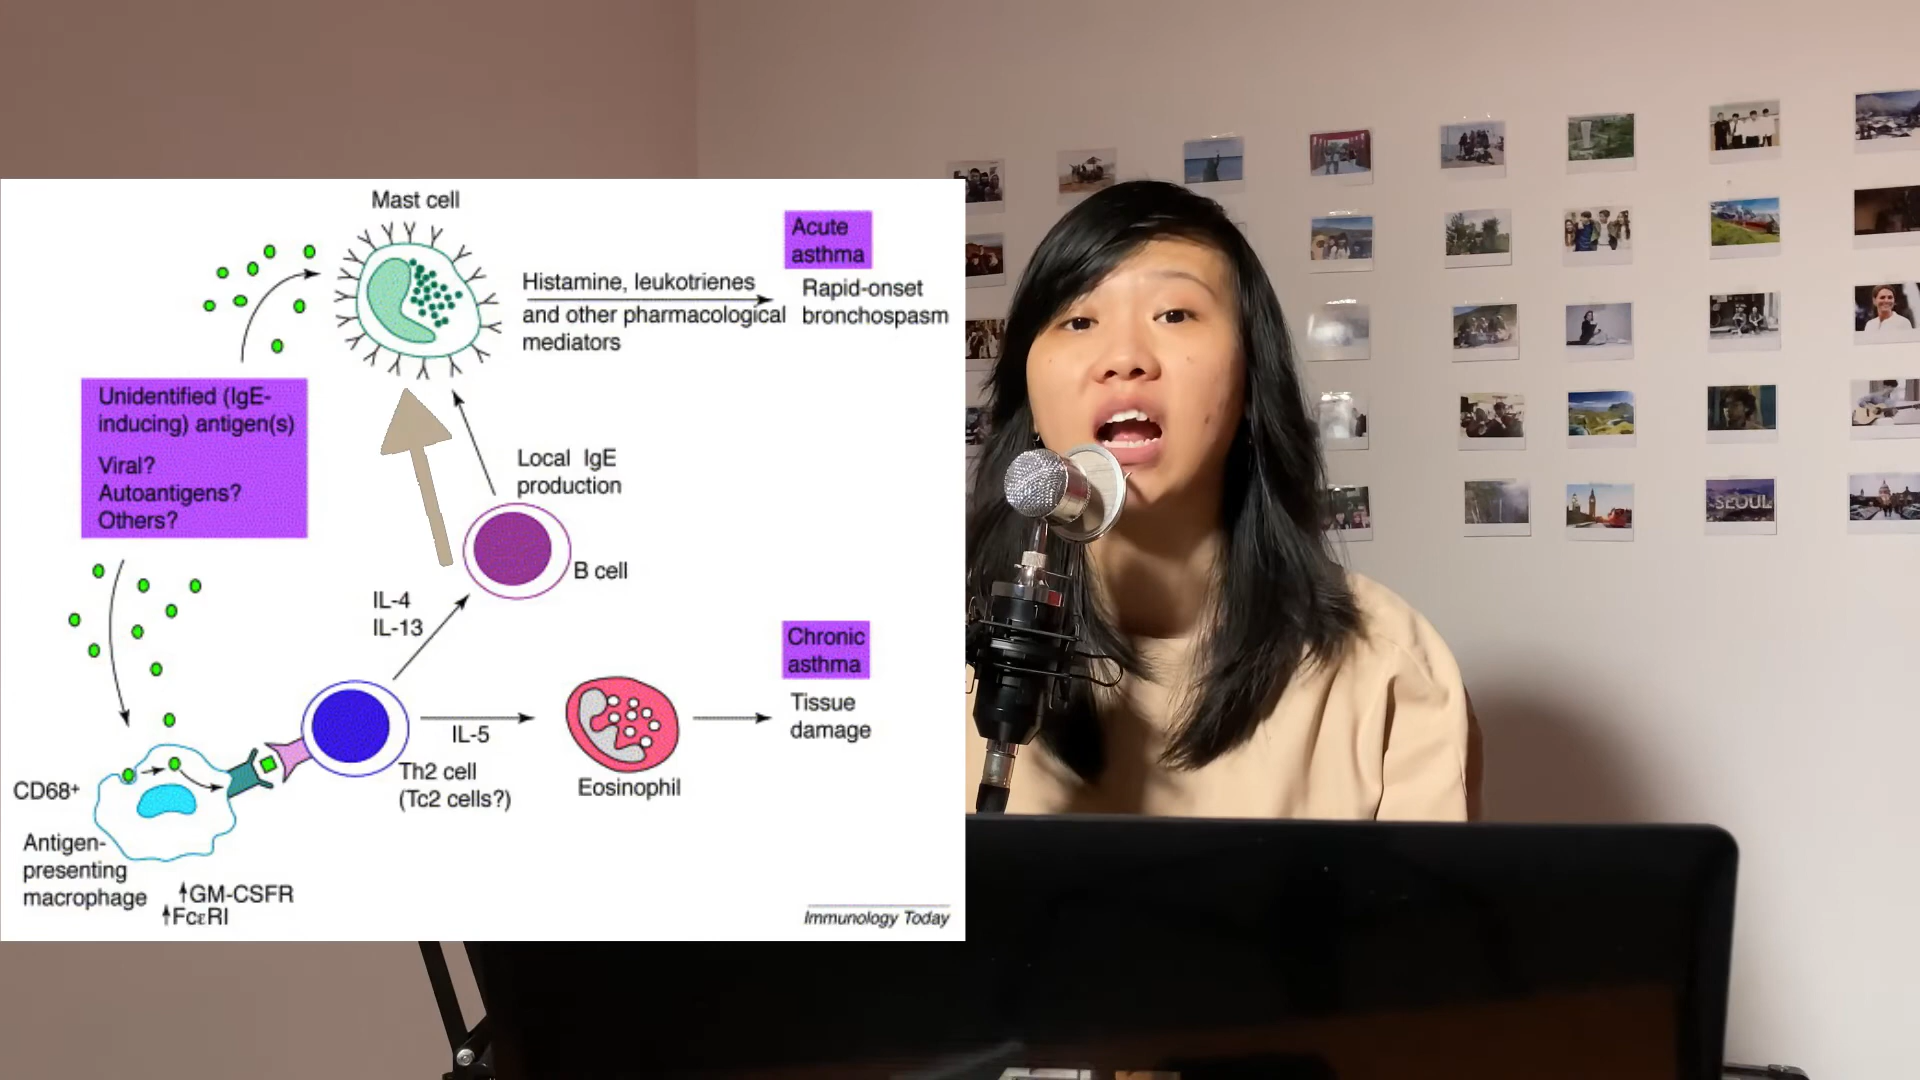 Mast cell
Acute
asthma
Histamine, leukotrienes
and other pharmacological
mediators
Rapid-onset
bronchospasm
Unidentified (IgE-
inducing) antigen(s)
Viral?
Autoantigens?
Others?
Local IgE
production
B cell
IL-4
IL-13
Chronic
asthma
Tissue
damage
IL-5
Eosinophil
Th2 cell
(Tc2 cells?)
CD68+
Antigen-
presenting
macrophage
↑GM-CSFR
↑FcεRI
Immunology Today
SEOUL